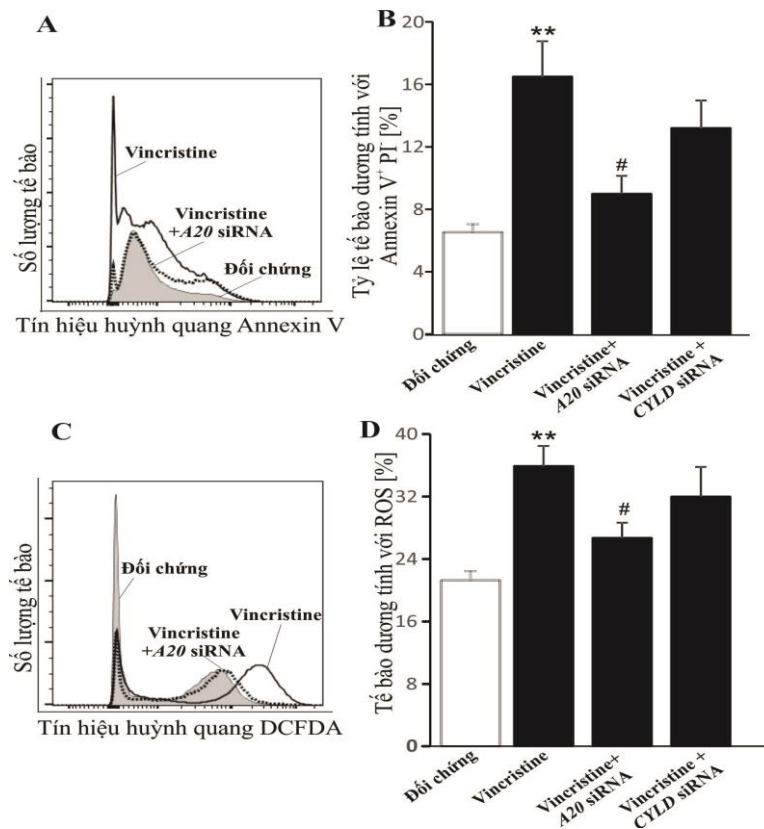 A
Số lượng tế bào
Vincristine
Vincristine
+A20 siRNA
Đối chứng
Tín hiệu huỳnh quang Annexin V
B
Tỷ lệ tế bào dương tính với
Annexin V⁺ PI⁻ [%]
20
16
12
8
4
0
**
#
Đối chứng
Vincristine
Vincristine+
A20 siRNA
Vincristine +
CYLD siRNA
C
Số lượng tế bào
Đối chứng
Vincristine
Vincristine
+A20 siRNA
Tín hiệu huỳnh quang DCFDA
D
Tế bào dương tính với ROS [%]
40
32
24
16
8
0
**
#
Đối chứng
Vincristine
Vincristine+
A20 siRNA
Vincristine +
CYLD siRNA